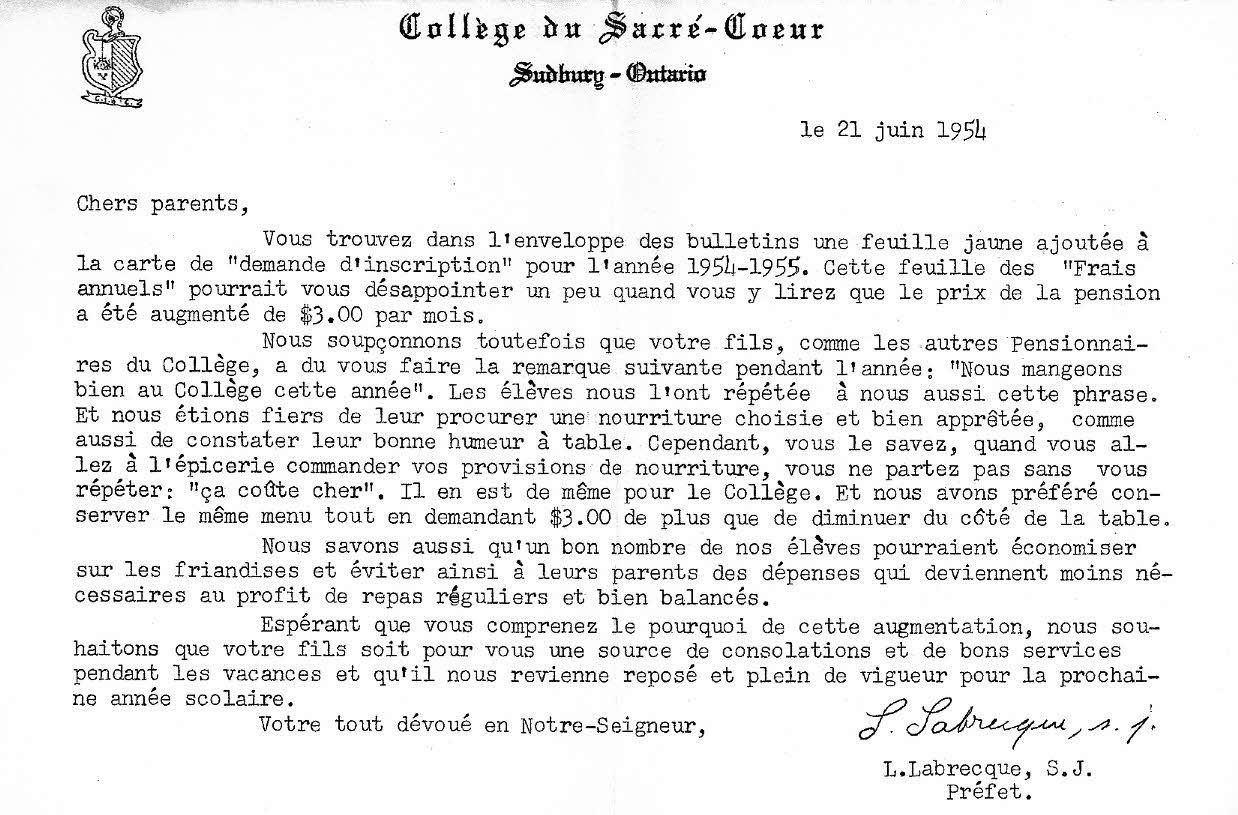 Collège du Sacré-Coeur
Sudbury - Ontario
le 21 juin 1954
Chers parents,
Vous trouvez dans l'enveloppe des bulletins une feuille jaune ajoutée à
la carte de "demande d'inscription" pour l'année 1954-1955. Cette feuille des "Frais
annuels" pourrait vous désappointer un peu quand vous y lirez que le prix de la pension
a été augmenté de $3.00 par mois.
Nous soupçonnons toutefois que votre fils, comme les autres Pensionnai-
res du Collège, a du vous faire la remarque suivante pendant l'année: "Nous mangeons
bien au Collège cette année". Les élèves nous l'ont répétée à nous aussi cette phrase.
Et nous étions fiers de leur procurer une nourriture choisie et bien apprêtée, comme
aussi de constater leur bonne humeur à table. Cependant, vous le savez, quand vous al-
lez à l'épicerie commander vos provisions de nourriture, vous ne partez pas sans vous
répéter: "ça coûte cher". Il en est de même pour le Collège. Et nous avons préféré con-
server le même menu tout en demandant $3.00 de plus que de diminuer du côté de la table.
Nous savons aussi qu'un bon nombre de nos élèves pourraient économiser
sur les friandises et éviter ainsi à leurs parents des dépenses qui deviennent moins né-
cessaires au profit de repas réguliers et bien balancés.
Espérant que vous comprenez le pourquoi de cette augmentation, nous sou-
haitons que votre fils soit pour vous une source de consolations et de bons services
pendant les vacances et qu'il nous revienne reposé et plein de vigueur pour la prochai-
ne année scolaire.
Votre tout dévoué en Notre-Seigneur,
L. Labrecque, s.j.
L.Labrecque, S.J.
Préfet.